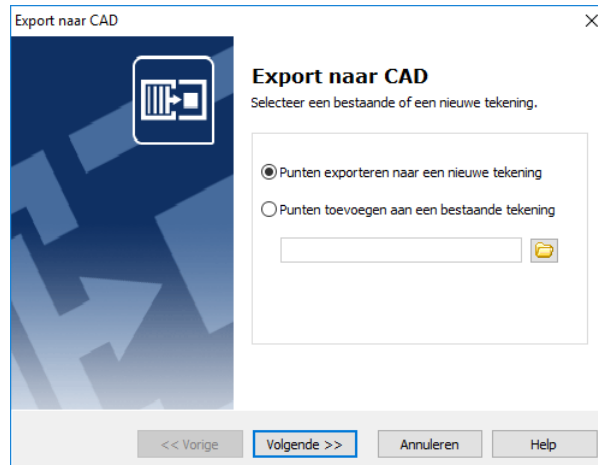 Export naar CAD
Export naar CAD
Selecteer een bestaande of een nieuwe tekening.
Punten exporteren naar een nieuwe tekening
Punten toevoegen aan een bestaande tekening
<< Vorige
Volgende >>
Annuleren
Help